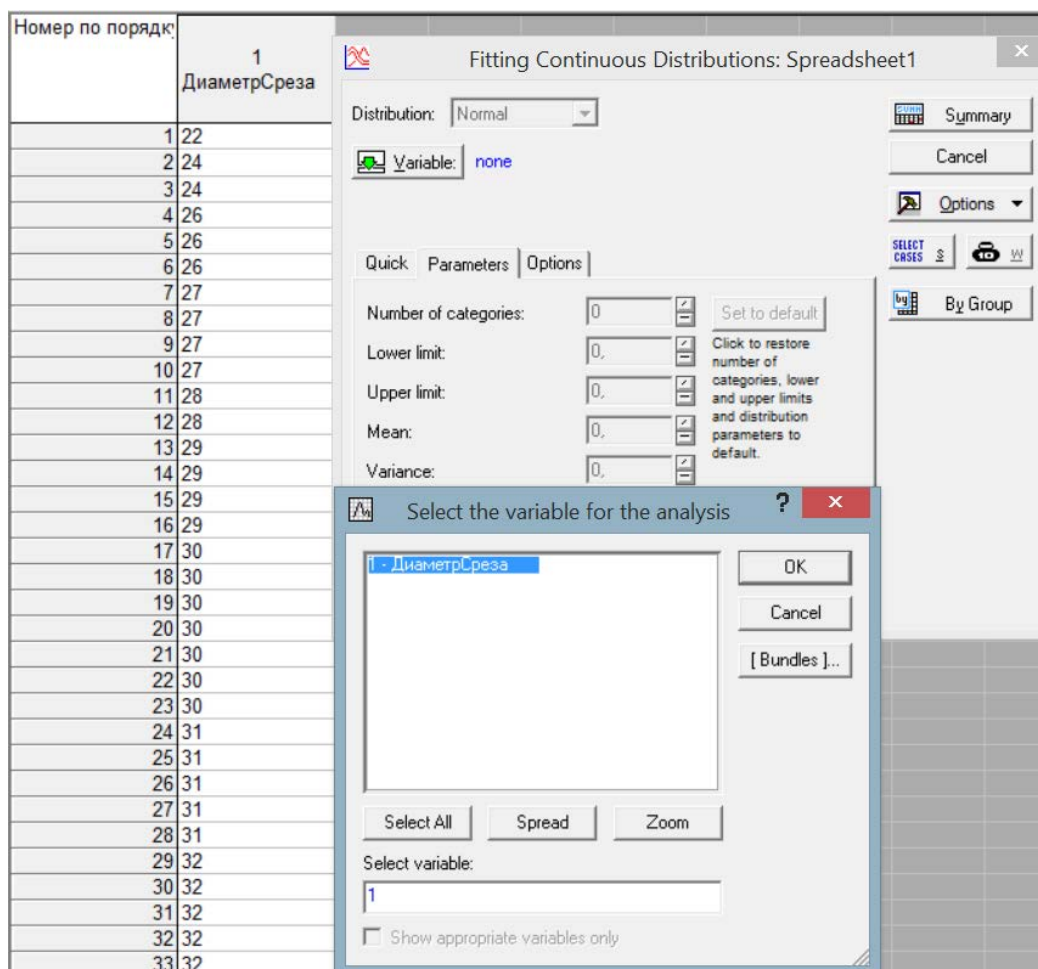 Номер по порядку
1
ДиаметрСреза
1 22
2 24
3 24
4 26
5 26
6 26
7 27
8 27
9 27
10 27
11 28
12 28
13 29
14 29
15 29
16 29
17 30
18 30
19 30
20 30
21 30
22 30
23 30
24 31
25 31
26 31
27 31
28 31
29 32
30 32
31 32
32 32
33 32
Fitting Continuous Distributions: Spreadsheet1
Distribution: Normal
Variable: none
Quick Parameters Options
Number of categories: 0
Lower limit: 0,
Upper limit: 0,
Mean: 0,
Variance: 0,
Set to default
Click to restore
number of
categories, lower
and upper limits
and distribution
parameters to
default.
Summary
Cancel
Options
SELECT
CASES S W
By Group
Select the variable for the analysis ?
1 - ДиаметрСреза
OK
Cancel
[ Bundles ]...
Select All Spread Zoom
Select variable:
1
Show appropriate variables only